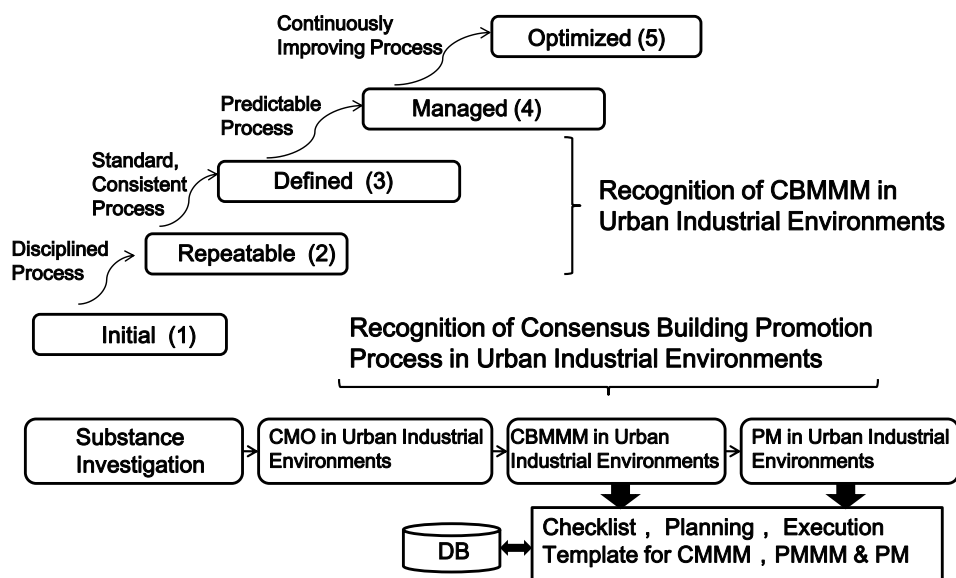 Continuously
Improving Process
Optimized (5)
Predictable
Process
Managed (4)
Standard,
Consistent
Process
Defined (3)
Recognition of CBMMM in
Urban Industrial Environments
Disciplined
Process
Repeatable (2)
Initial (1)
Recognition of Consensus Building Promotion
Process in Urban Industrial Environments
Substance
Investigation
CMO in Urban Industrial
Environments
CBMMM in Urban
Industrial Environments
PM in Urban Industrial
Environments
DB
Checklist , Planning , Execution
Template for CMMM , PMMM & PM